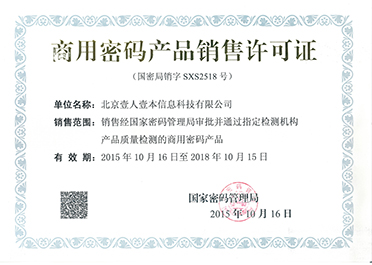 商用密码产品销售许可证
（国密局销字 SXS2518 号）
单位名称：北京壹人壹本信息科技有限公司
销售范围：销售经国家密码管理局审批并通过指定检测机构
产品质量检测的商用密码产品
有 效 期：2015 年 10 月 16 日至 2018 年 10 月 15 日
国家密码管理局
2015 年 10 月 16 日